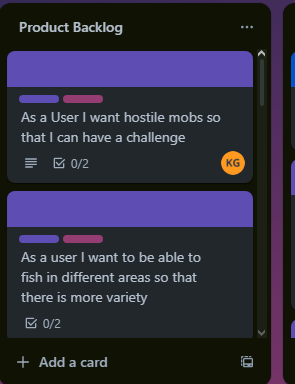 Product Backlog
As a User I want hostile mobs so
that I can have a challenge
0/2
KG
As a user I want to be able to
fish in different areas so that
there is more variety
0/2
Add a card